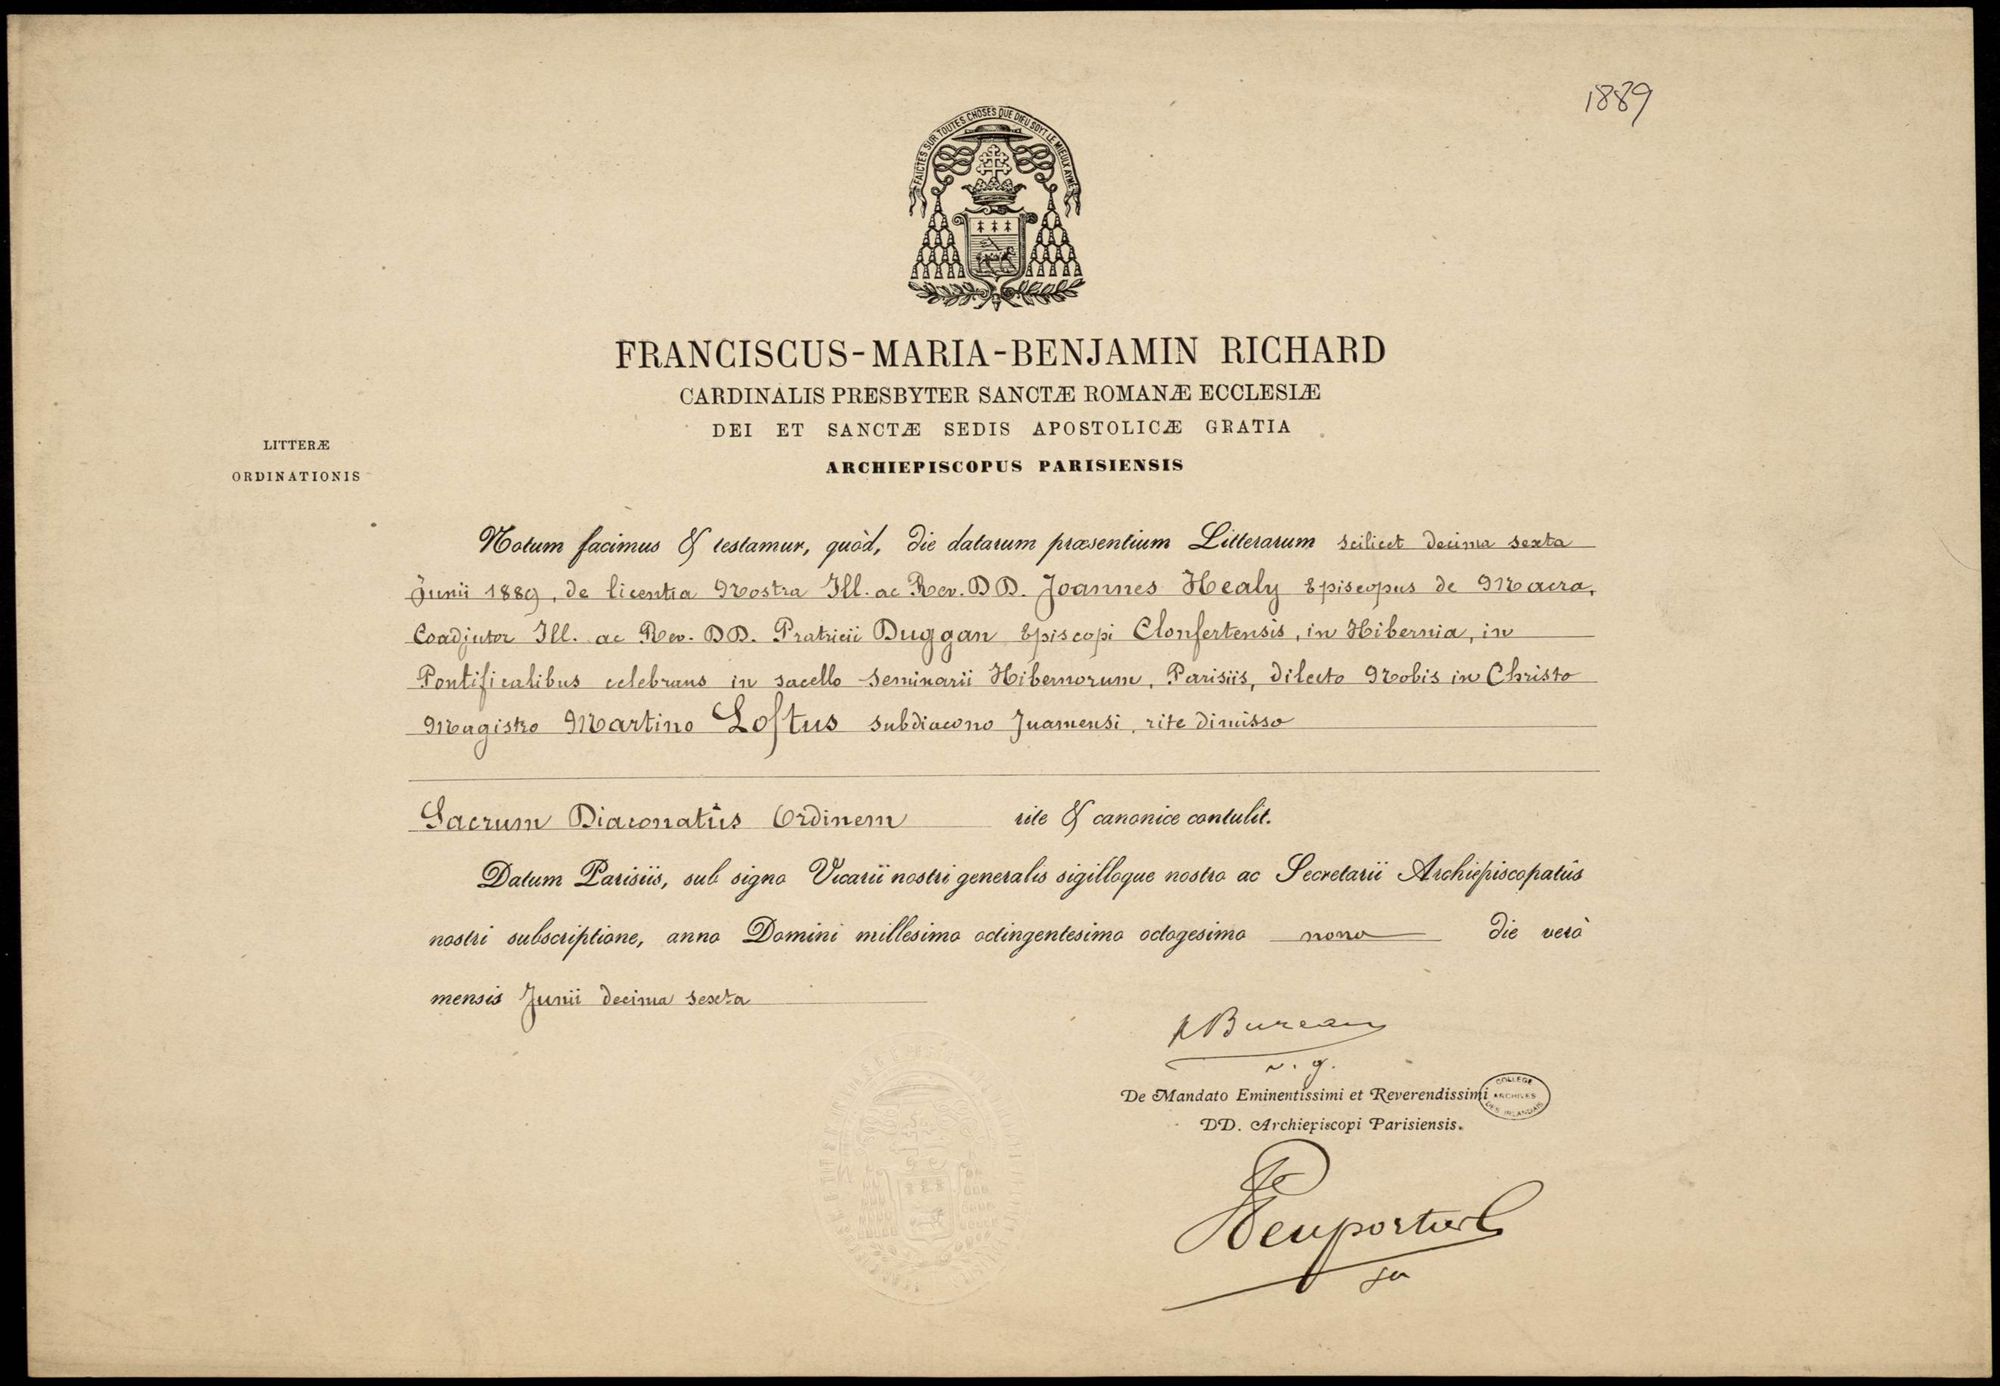 1889
FAICTES SUR TOUTES CHOSES QUE DIEU SOYT LE MIEULX AYMÉ
FRANCISCUS-MARIA-BENJAMIN RICHARD
CARDINALIS PRESBYTER SANCTÆ ROMANÆ ECCLESIÆ
DEI ET SANCTÆ SEDIS APOSTOLICÆ GRATIA
ARCHIEPISCOPUS PARISIENSIS
LITTERÆ
ORDINATIONIS
Notum facimus & testamur, quòd, die datarum præsentium Litterarum scilicet decima sexta
Junii 1889, de licentia Nostra Ill. ac Rev. DD. Joannes Healy Episcopus de Macra,
Coadjutor Ill. ac Rev. DD. Pratricii Duggan Episcopi Clonfertensis, in Hibernia, in
Pontificalibus celebrans in sacello seminarii Hibernorum, Parisiis, dilecto Nobis in Christo
Magistro Martino Loftus subdiacono Juamensi, rite dimisso
Sacrum Diaconatûs Ordinem rite & canonice contulit.
Datum Parisiis, sub signo Vicarii nostri generalis sigilloque nostro ac Secretarii Archiepiscopatûs
nostri subscriptione, anno Domini millesimo octingentesimo octogesimo nono die verò
mensis Junii decima sexta
Bureau
v. g.
De Mandato Eminentissimi et Reverendissimi
DD. Archiepiscopi Parisiensis.
COLLEGE
ARCHIVES
DES IRLANDAIS